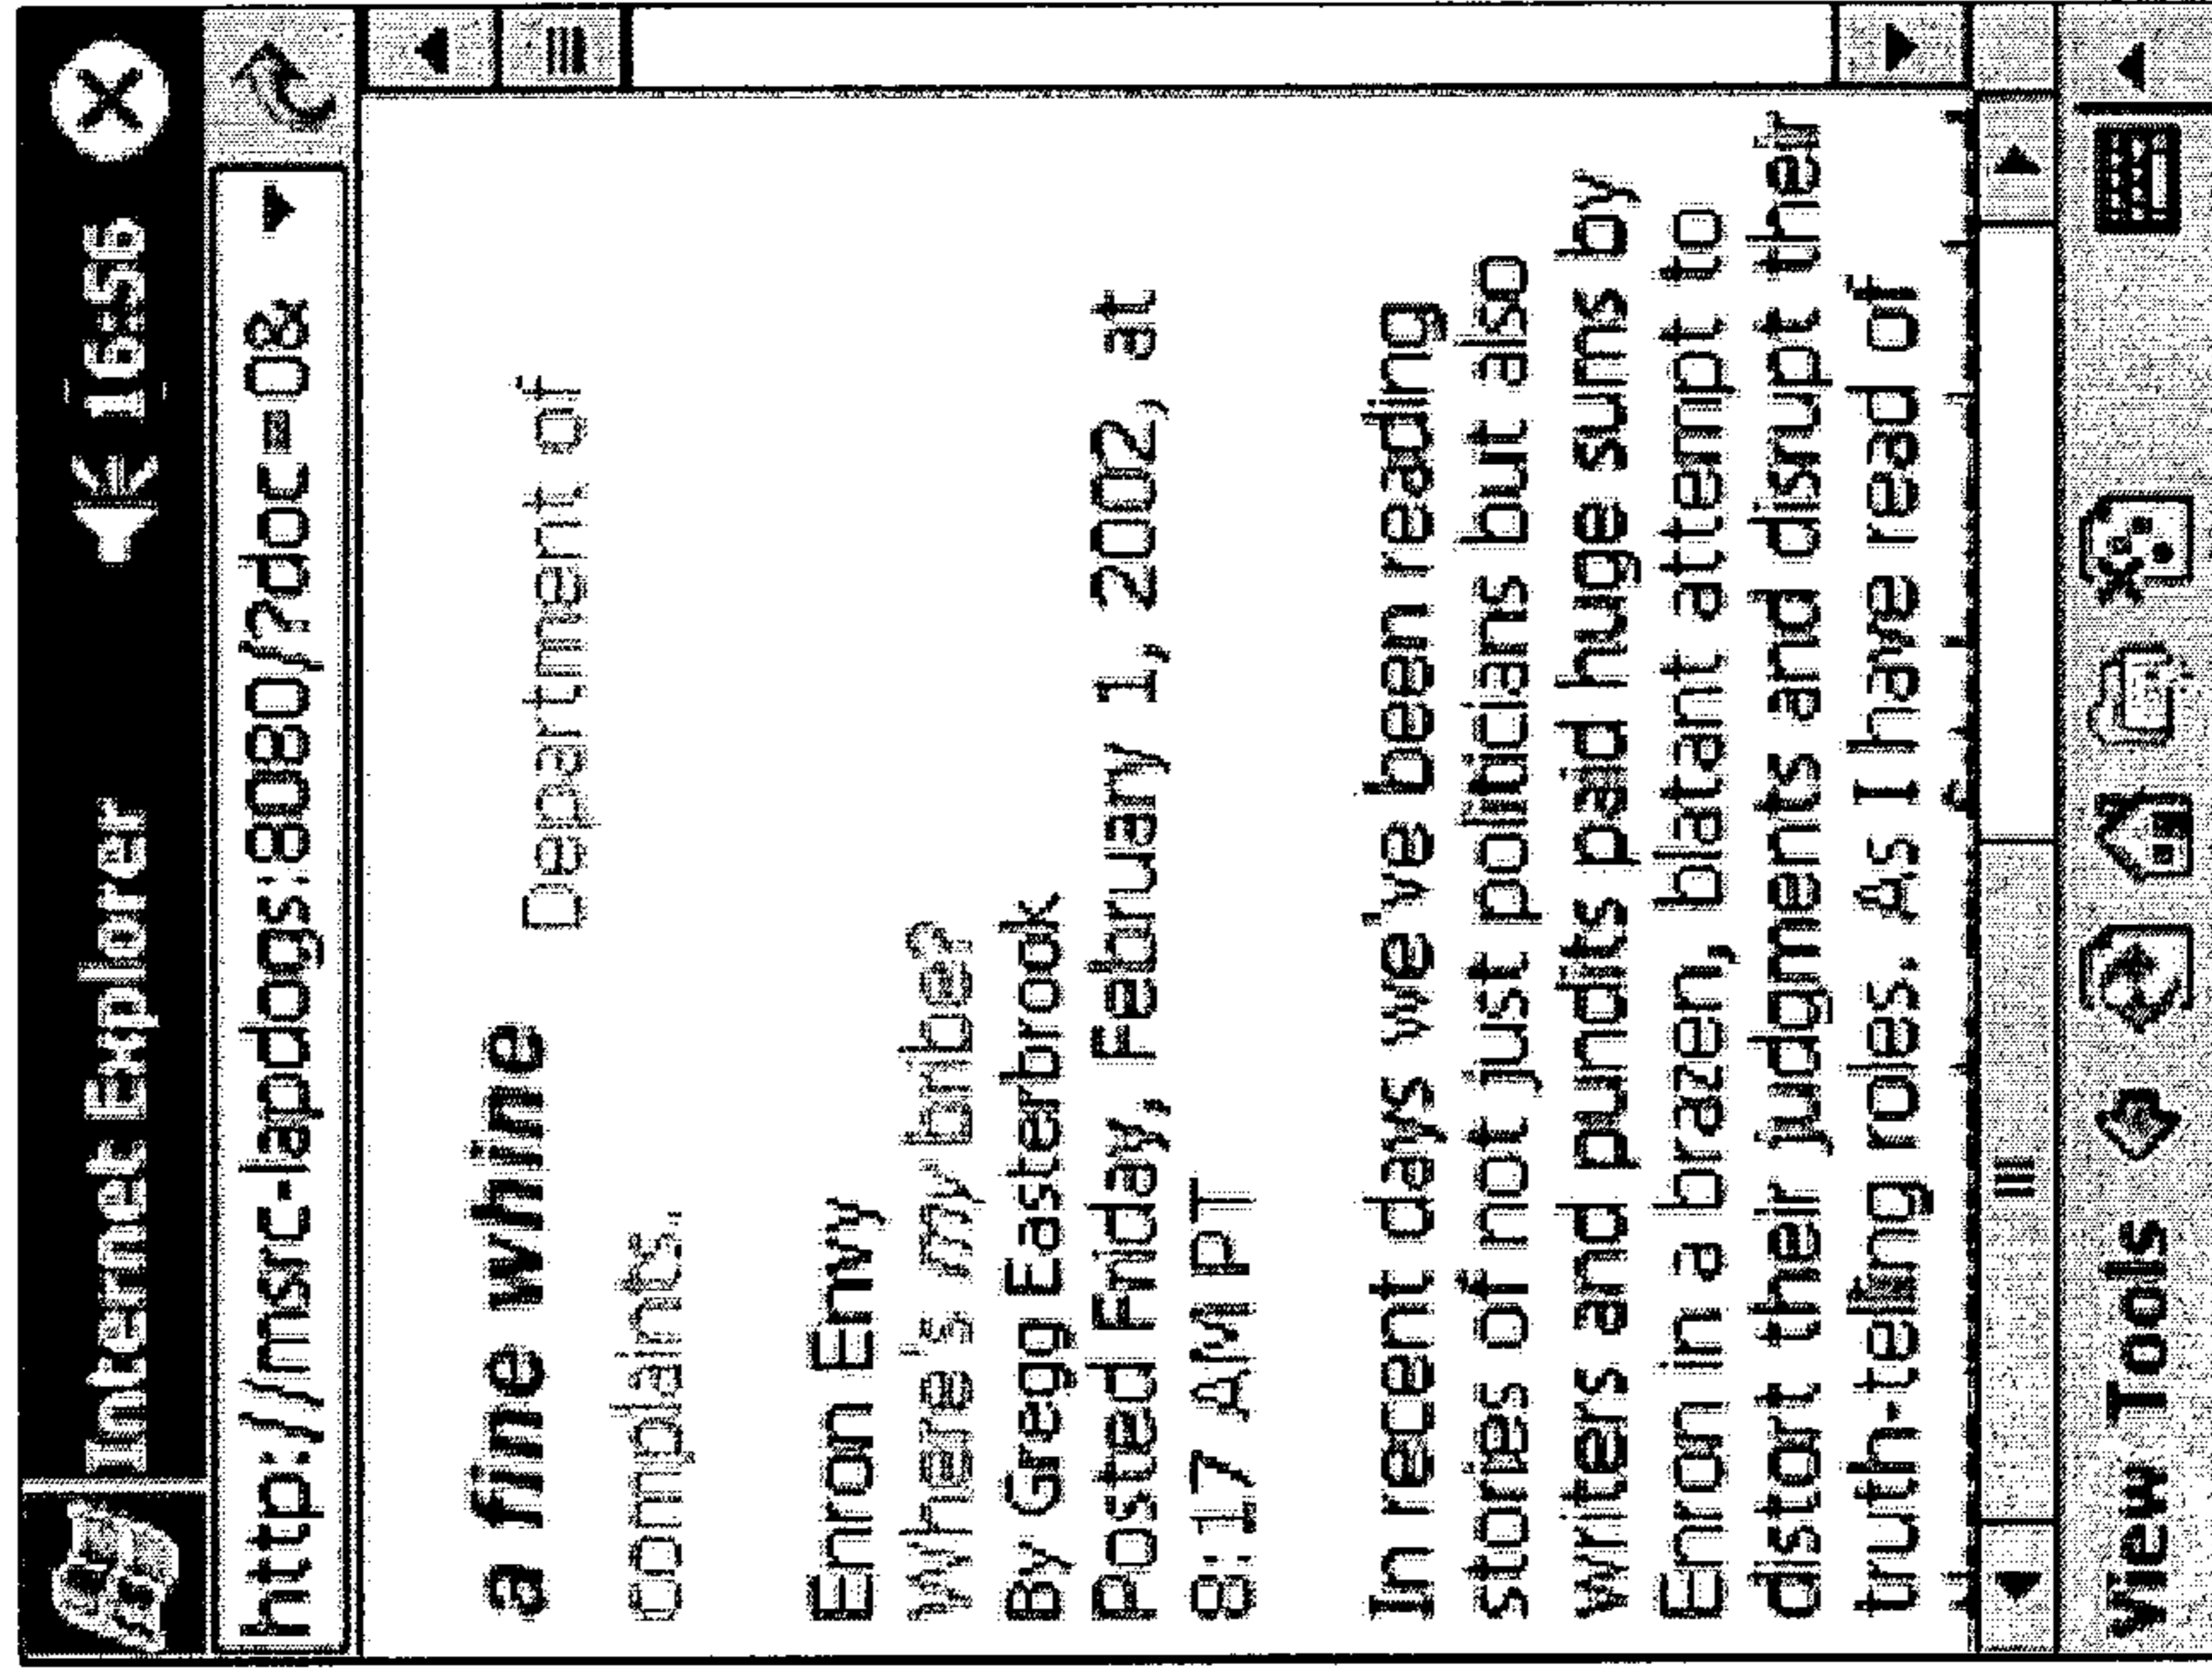 Internet Explorer 16:56
http://msrc-lapdogs:8080/?doc=0&
a fine whine Department of
complaints.
Enron Envy
Where's my bribe?
By Gregg Easterbrook
Posted Friday, February 1, 2002, at
8:17 AM PT
In recent days we've been reading
stories of not just politicians but also
writers and pundits paid huge sums by
Enron in a brazen, blatant attempt to
distort their judgments and disrupt their
truth-telling roles. As I have read of
View Tools